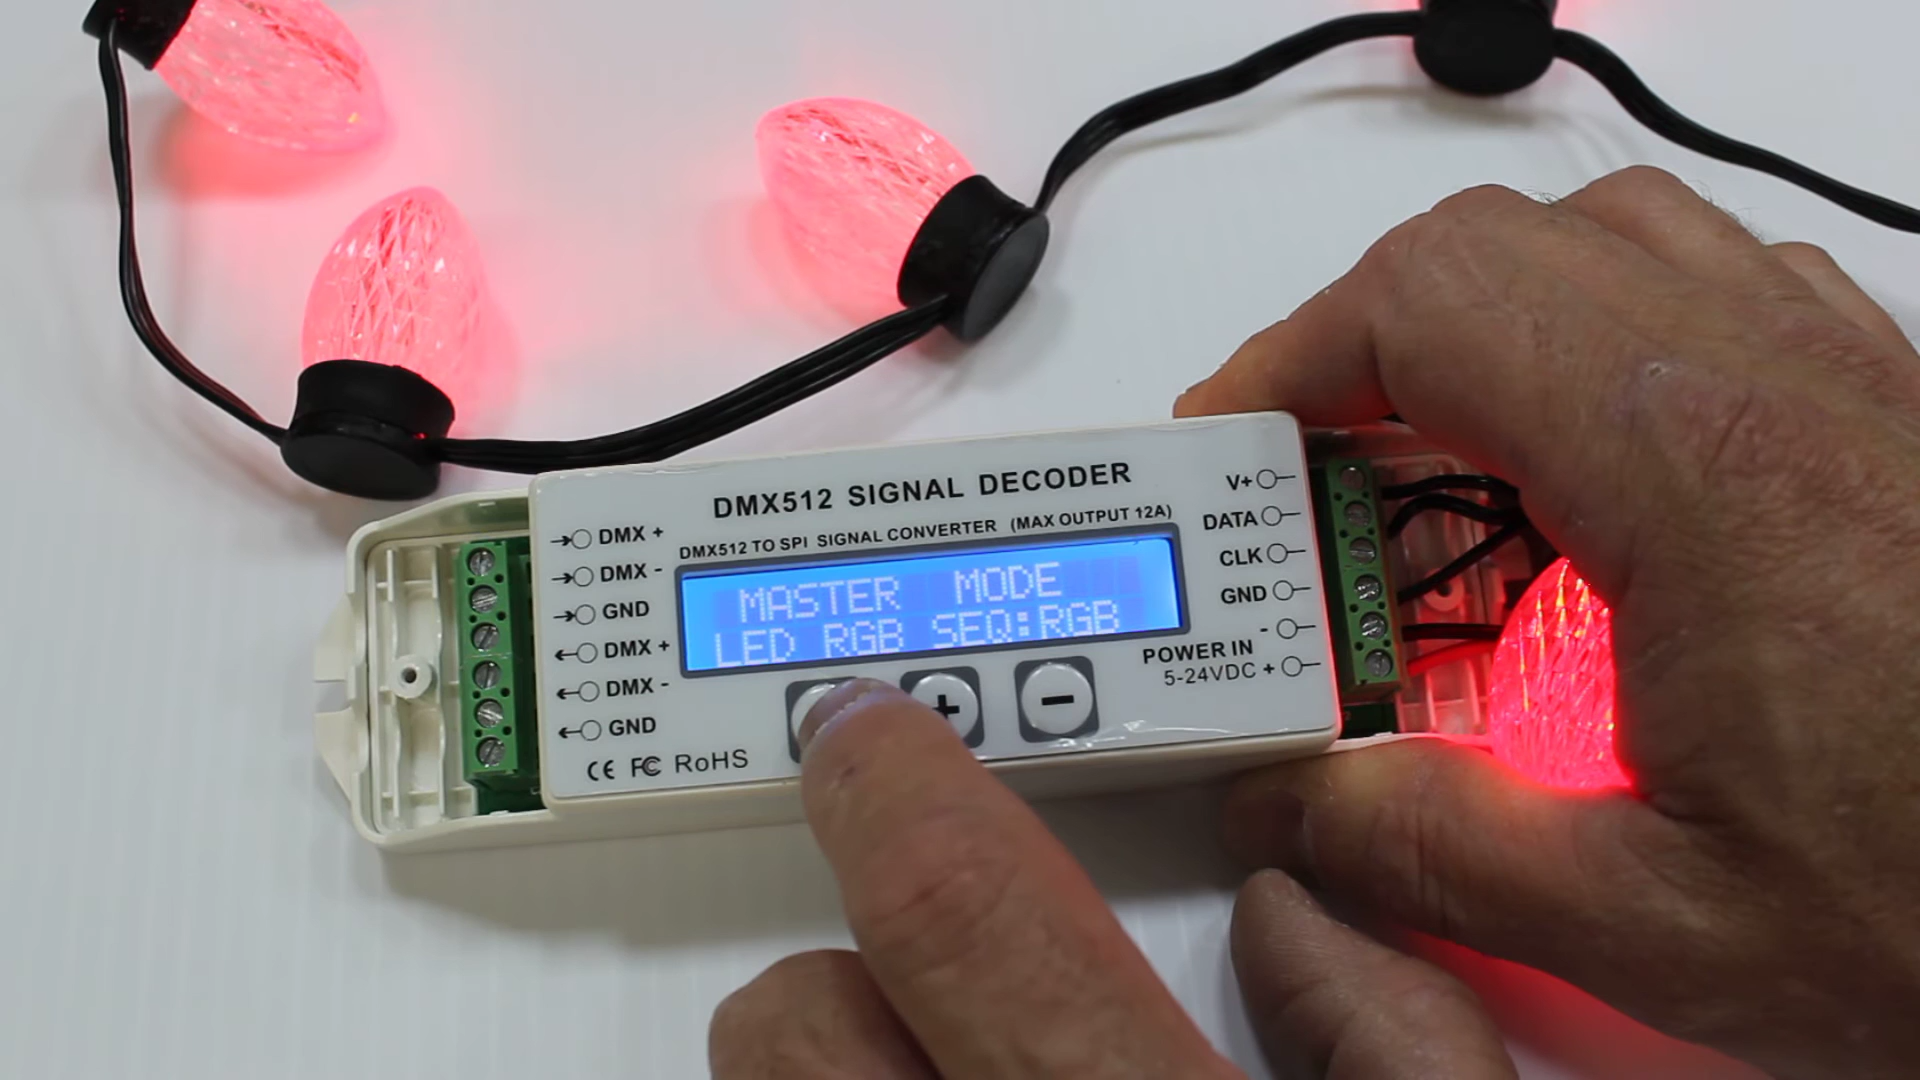 DMX512 SIGNAL DECODER
DMX512 TO SPI SIGNAL CONVERTER (MAX OUTPUT 12A)
MASTER MODE
LED RGB SEQ:RGB
DMX +
DMX -
GND
DMX +
DMX -
GND
CE FC RoHS
+
-
V+
DATA
CLK
GND
-
POWER IN
5-24VDC +